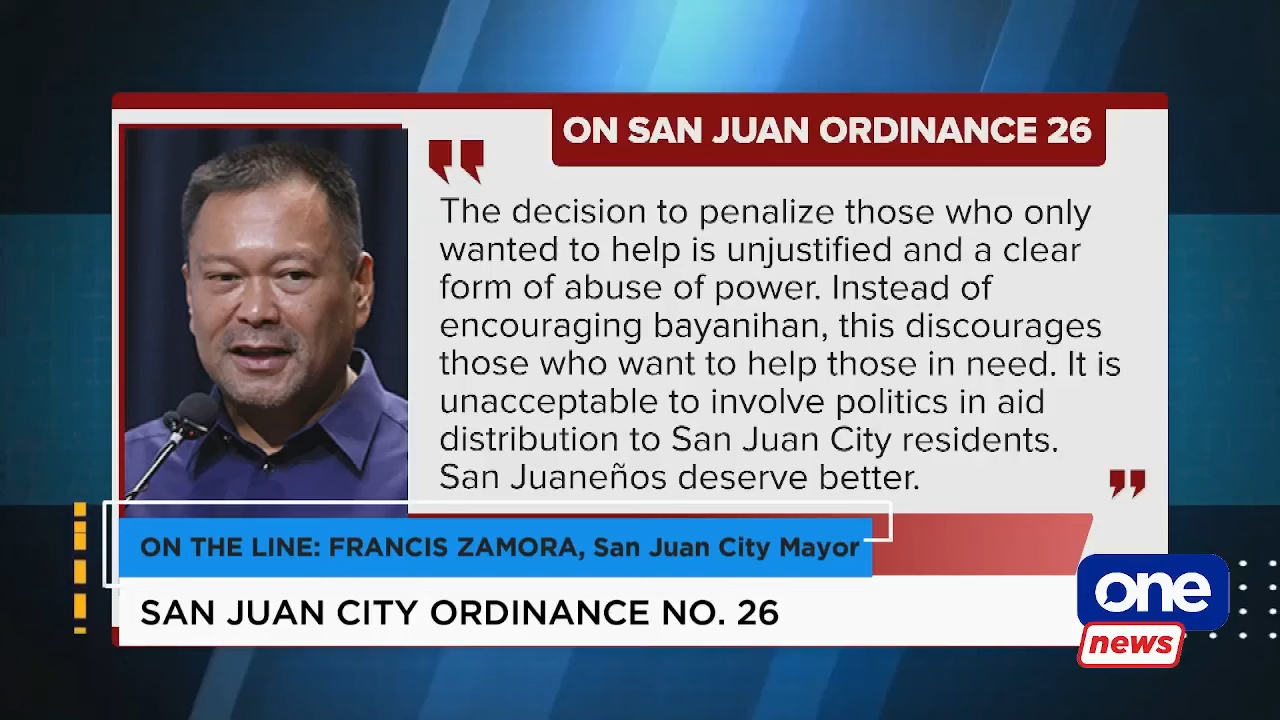 ON SAN JUAN ORDINANCE 26
"
The decision to penalize those who only
wanted to help is unjustified and a clear
form of abuse of power. Instead of
encouraging bayanihan, this discourages
those who want to help those in need. It is
unacceptable to involve politics in aid
distribution to San Juan City residents.
San Juaneños deserve better.
"
ON THE LINE: FRANCIS ZAMORA, San Juan City Mayor
SAN JUAN CITY ORDINANCE NO. 26
one
news